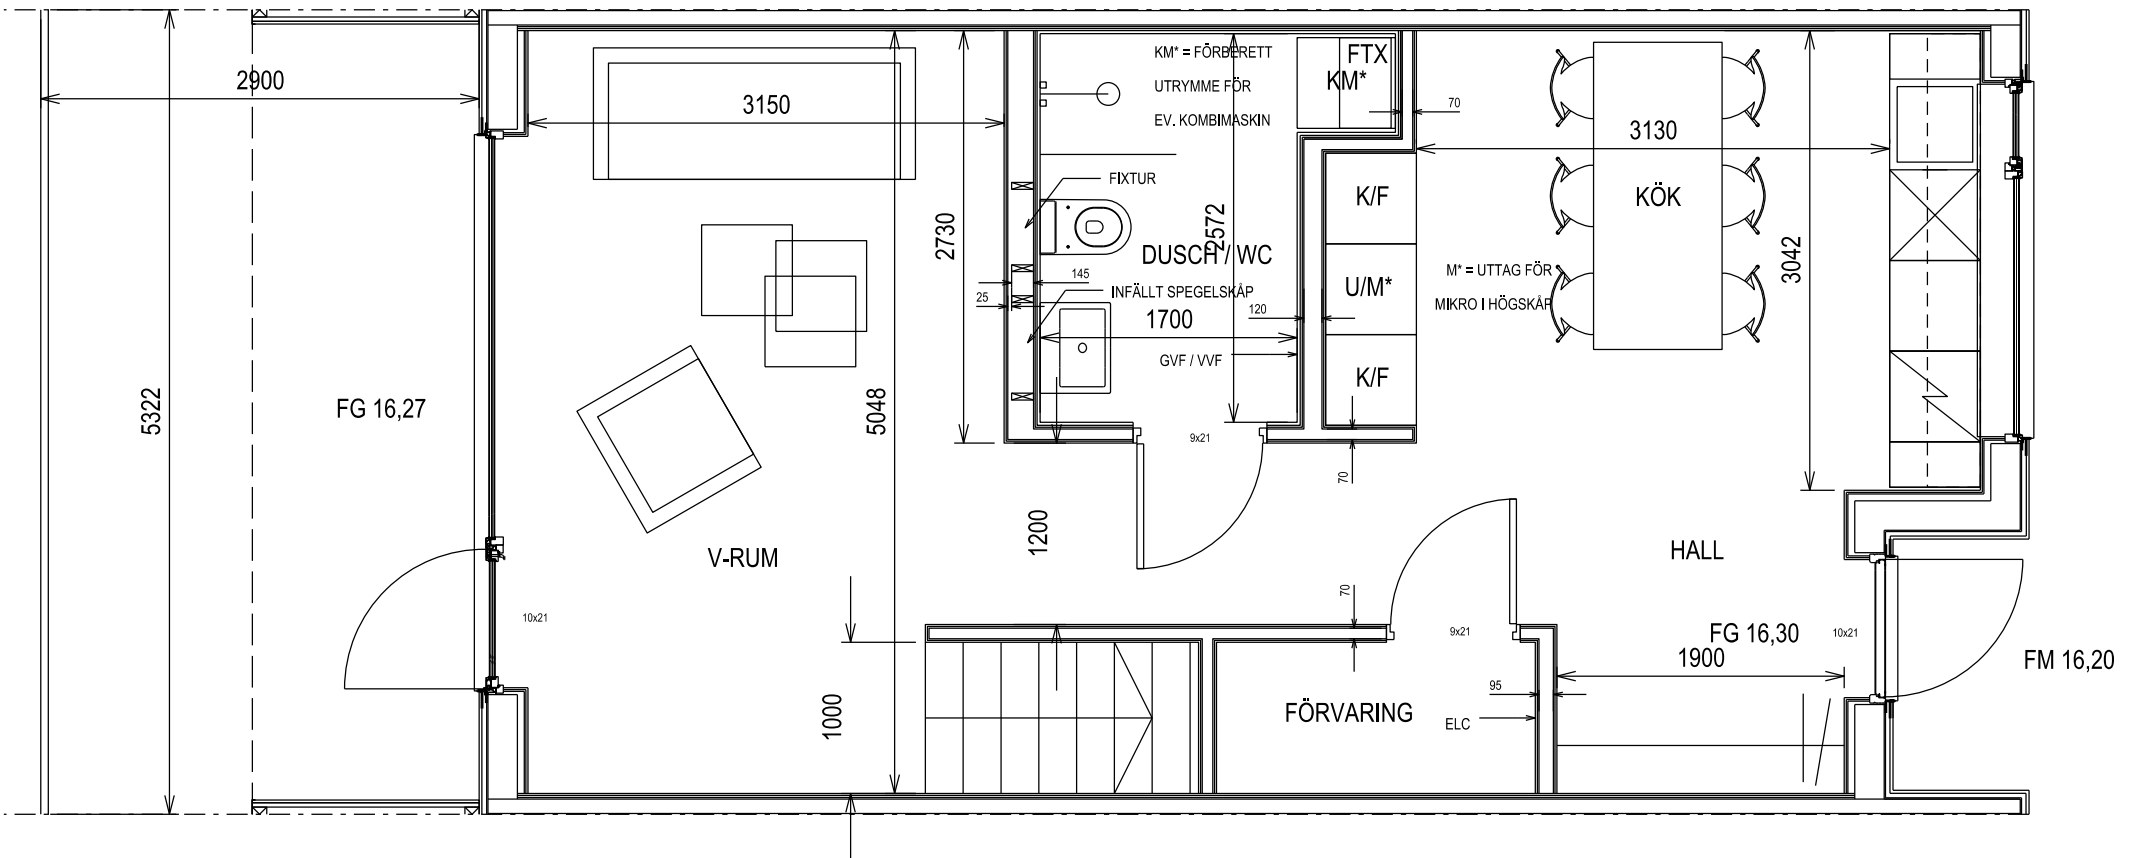 2900
3150
KM* = FÖRBERETT
UTRYMME FÖR
EV. KOMBIMASKIN
FTX
KM*
70
3130
FIXTUR
K/F
KÖK
2730
2572
DUSCH / WC
3042
145
25
INFÄLLT SPEGELSKÅP
1700
120
U/M*
M* = UTTAG FÖR
MIKRO I HÖGSKÅP
GVF / VVF
K/F
5322
FG 16,27
5048
9x21
70
1200
V-RUM
HALL
10x21
70
9x21
FG 16,30
10x21
1900
FM 16,20
95
1000
FÖRVARING
ELC